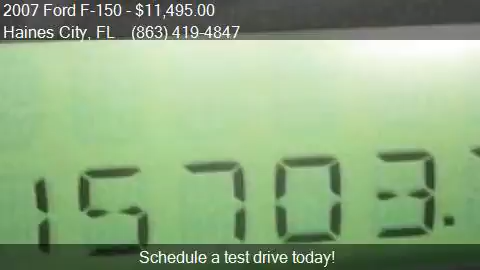 2007 Ford F-150 - $11,495.00
Haines City, FL (863) 419-4847
15703.
Schedule a test drive today!